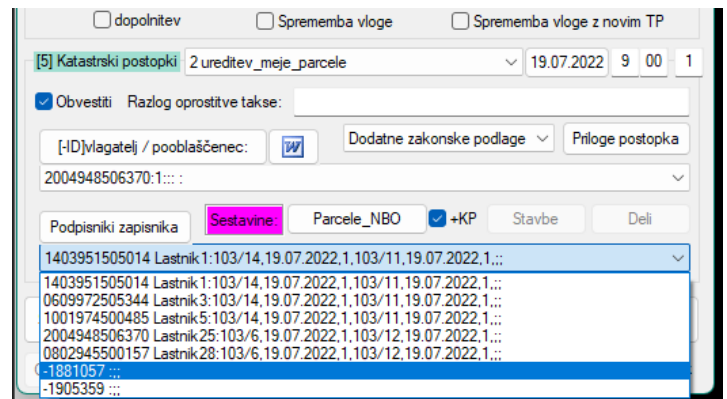 dopolnitev Sprememba vloge Sprememba vloge z novim TP
[5] Katastrski postopki 2 ureditev_meje_parcele 19.07.2022 9 00 1
Obvestiti Razlog oprostitve takse:
[-ID]vlagatelj / pooblaščenec: W Dodatne zakonske podlage Priloge postopka
2004948506370:1::: :
Podpisniki zapisnika Sestavine: Parcele_NBO +KP Stavbe Deli
1403951505014 Lastnik1:103/14,19.07.2022,1,103/11,19.07.2022,1,;;
1403951505014 Lastnik1:103/14,19.07.2022,1,103/11,19.07.2022,1,;;
0609972505344 Lastnik3:103/14,19.07.2022,1,103/11,19.07.2022,1,;;
1001974500485 Lastnik5:103/14,19.07.2022,1,103/11,19.07.2022,1,;;
2004948506370 Lastnik25:103/6,19.07.2022,1,103/12,19.07.2022,1,;;
0802945500157 Lastnik28:103/6,19.07.2022,1,103/12,19.07.2022,1,;;
-1881057 :;;
-1905359 :;;